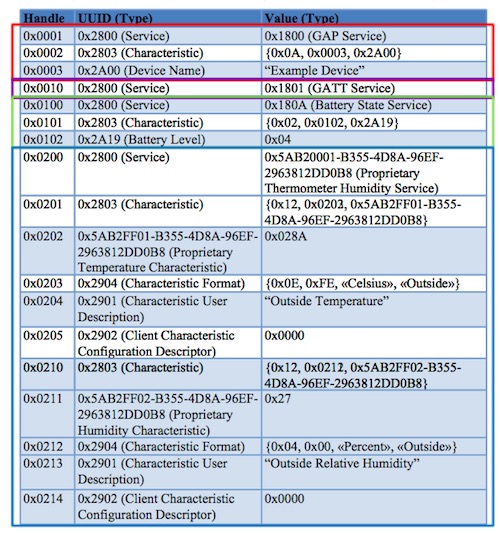 Handle UUID (Type) Value (Type)
0x0001 0x2800 (Service) 0x1800 (GAP Service)
0x0002 0x2803 (Characteristic) {0x0A, 0x0003, 0x2A00}
0x0003 0x2A00 (Device Name) “Example Device”
0x0010 0x2800 (Service) 0x1801 (GATT Service)
0x0100 0x2800 (Service) 0x180A (Battery State Service)
0x0101 0x2803 (Characteristic) {0x02, 0x0102, 0x2A19}
0x0102 0x2A19 (Battery Level) 0x04
0x0200 0x2800 (Service) 0x5AB20001-B355-4D8A-96EF-
2963812DD0B8 (Proprietary
Thermometer Humidity Service)
0x0201 0x2803 (Characteristic) {0x12, 0x0202, 0x5AB2FF01-B355-
4D8A-96EF-2963812DD0B8}
0x0202 0x5AB2FF01-B355-4D8A-96EF- 0x028A
2963812DD0B8 (Proprietary
Temperature Characteristic)
0x0203 0x2904 (Characteristic Format) {0x0E, 0xFE, «Celsius», «Outside»}
0x0204 0x2901 (Characteristic User “Outside Temperature”
Description)
0x0205 0x2902 (Client Characteristic 0x0000
Configuration Descriptor)
0x0210 0x2803 (Characteristic) {0x12, 0x0212, 0x5AB2FF02-B355-
4D8A-96EF-2963812DD0B8}
0x0211 0x5AB2FF02-B355-4D8A-96EF- 0x27
2963812DD0B8 (Proprietary
Humidity Characteristic)
0x0212 0x2904 (Characteristic Format) {0x04, 0x00, «Percent», «Outside»}
0x0213 0x2901 (Characteristic User “Outside Relative Humidity”
Description)
0x0214 0x2902 (Client Characteristic 0x0000
Configuration Descriptor)